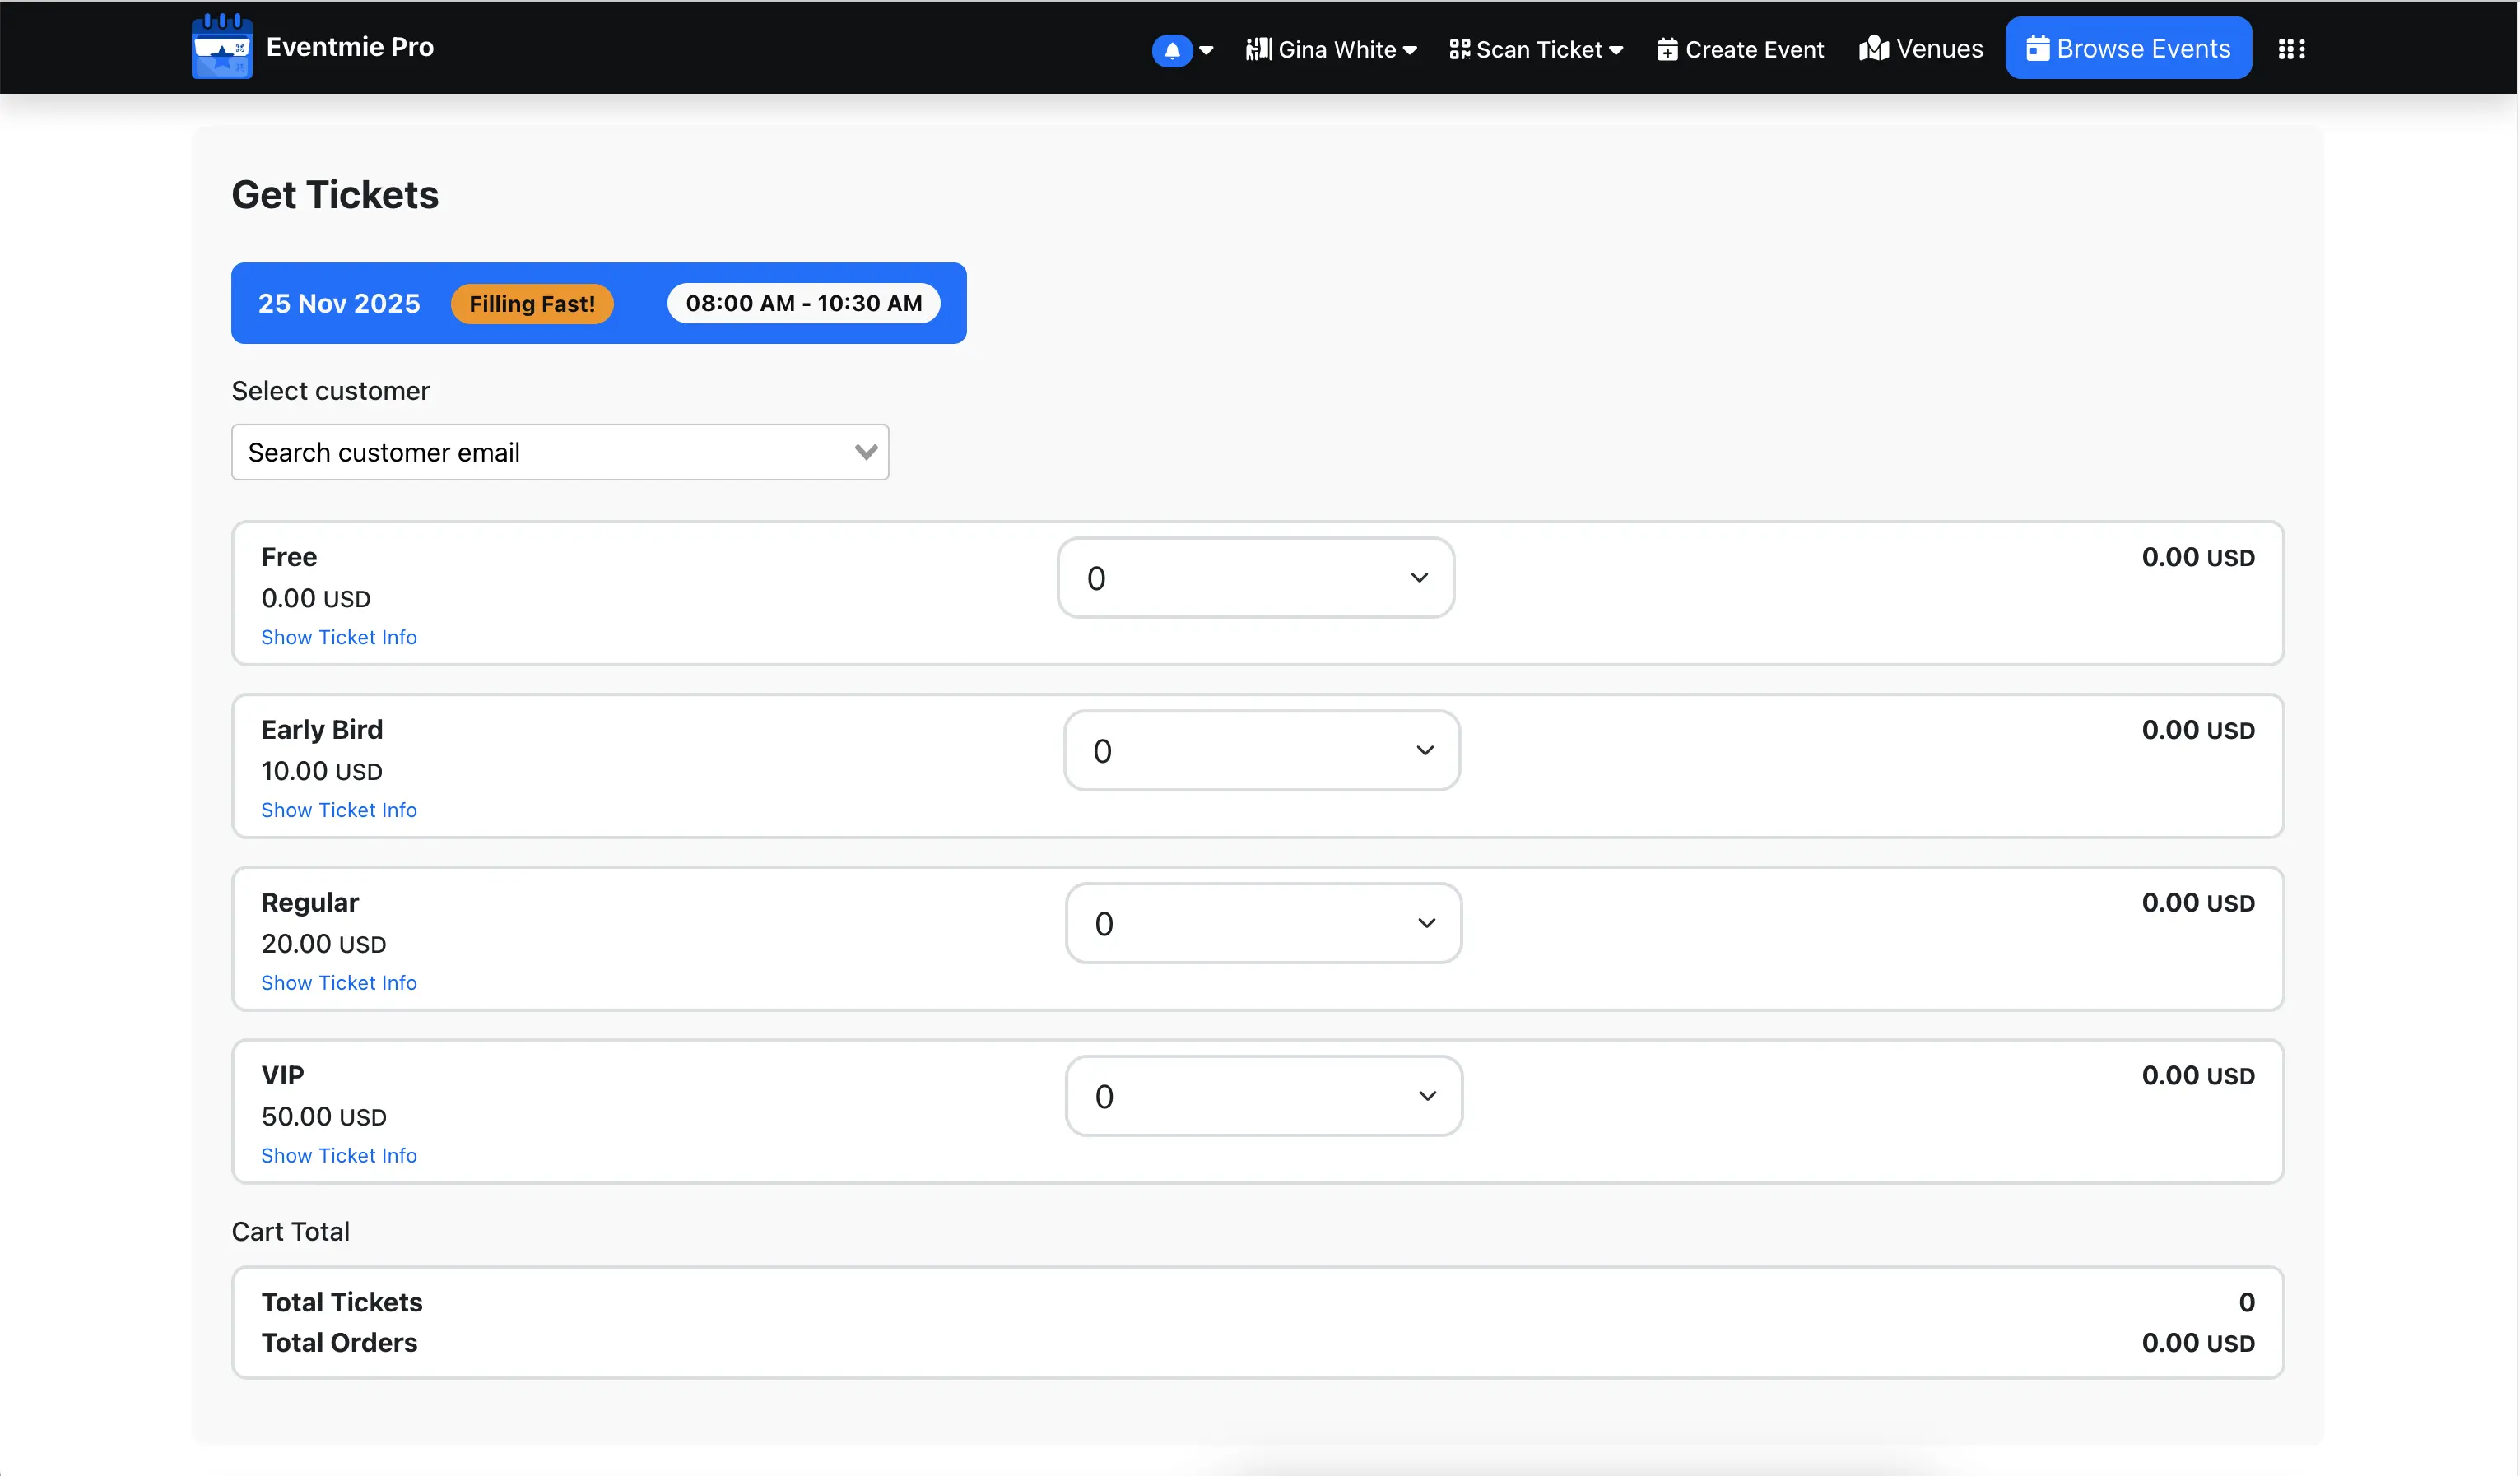 Eventmie Pro
Gina White
Scan Ticket
Create Event
Venues
Browse Events
Get Tickets
25 Nov 2025
Filling Fast!
08:00 AM - 10:30 AM
Select customer
Search customer email
Free
0
0.00 USD
0.00 USD
Show Ticket Info
Early Bird
0
0.00 USD
10.00 USD
Show Ticket Info
Regular
0
0.00 USD
20.00 USD
Show Ticket Info
VIP
0
0.00 USD
50.00 USD
Show Ticket Info
Cart Total
Total Tickets 0
Total Orders 0.00 USD